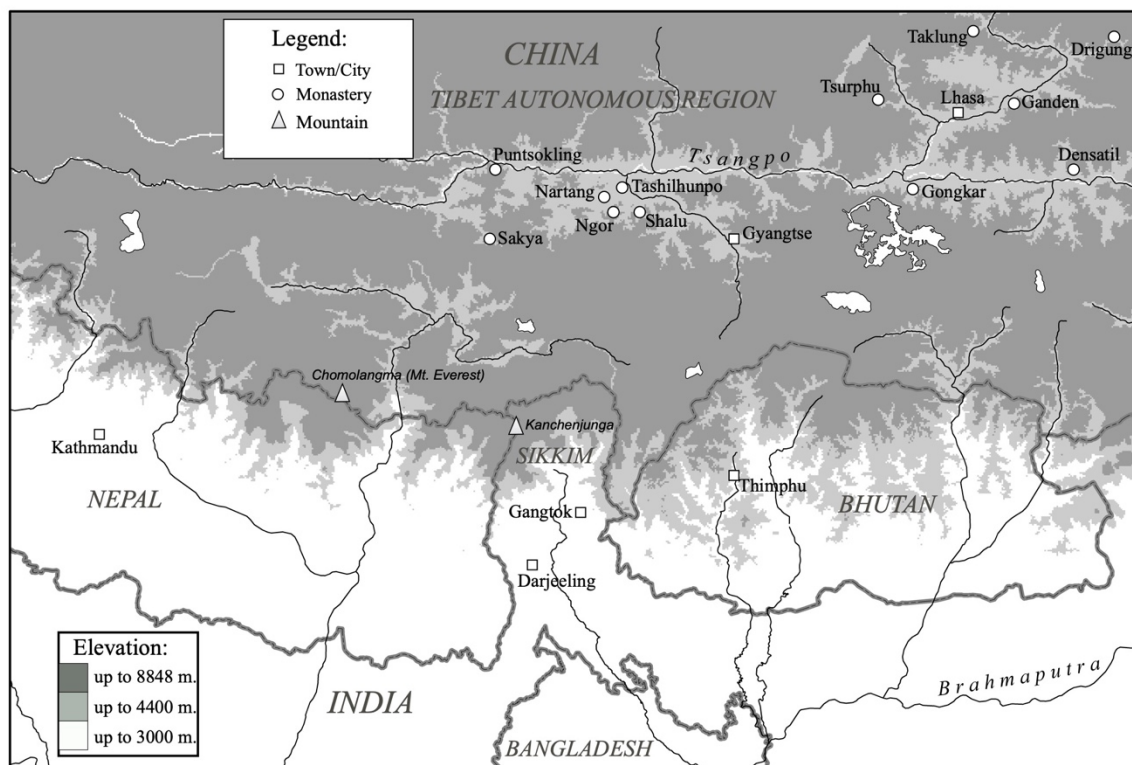 Legend:
Town/City
Monastery
Mountain
CHINA
TIBET AUTONOMOUS REGION
Taklung
Drigung
Tsurphu
Lhasa
Ganden
Puntsokling
Tsangpo
Densatil
Nartang
Tashilhunpo
Gongkar
Ngor
Shalu
Gyangtse
Sakya
Chomolangma (Mt. Everest)
Kanchenjunga
Kathmandu
SIKKIM
NEPAL
Thimphu
BHUTAN
Gangtok
Darjeeling
Elevation:
up to 8848 m.
up to 4400 m.
up to 3000 m.
INDIA
Brahmaputra
BANGLADESH